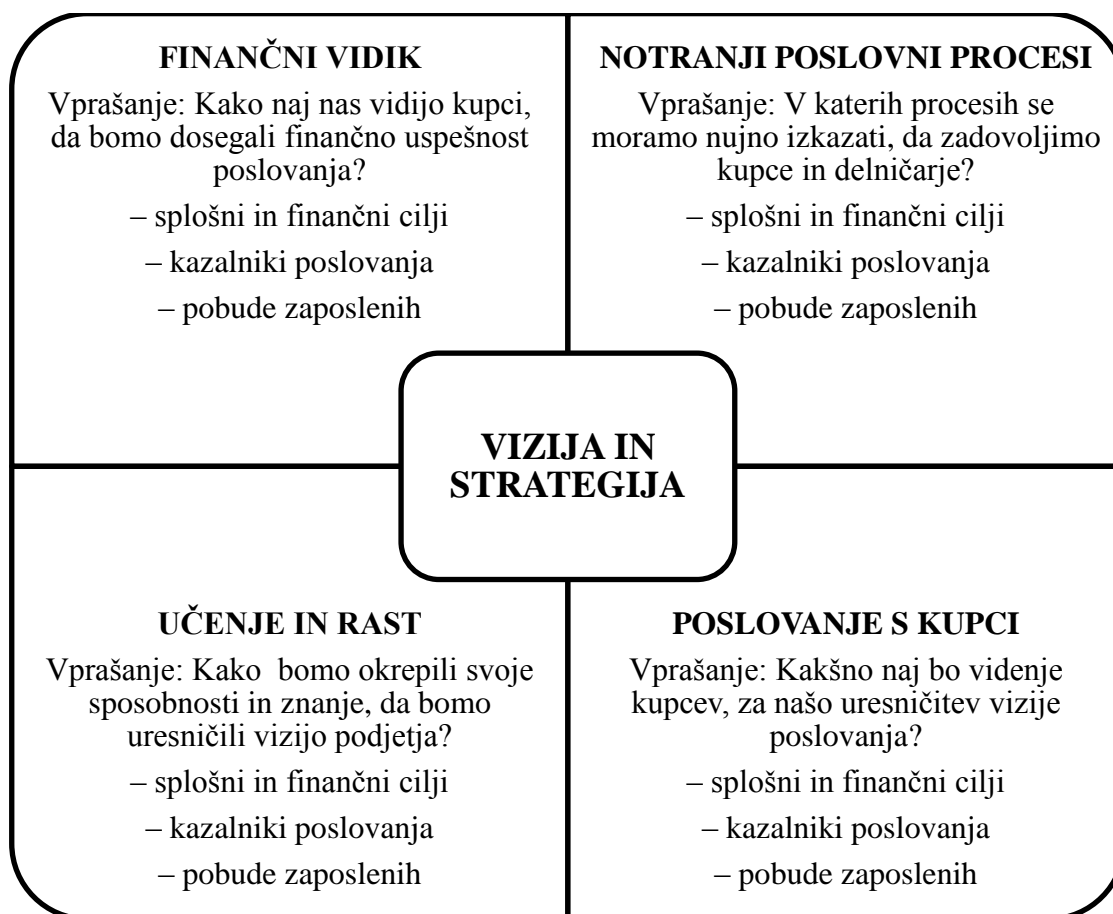 FINANČNI VIDIK
Vprašanje: Kako naj nas vidijo kupci,
da bomo dosegali finančno uspešnost
poslovanja?
– splošni in finančni cilji
– kazalniki poslovanja
– pobude zaposlenih
NOTRANJI POSLOVNI PROCESI
Vprašanje: V katerih procesih se
moramo nujno izkazati, da zadovoljimo
kupce in delničarje?
– splošni in finančni cilji
– kazalniki poslovanja
– pobude zaposlenih
VIZIJA IN
STRATEGIJA
UČENJE IN RAST
Vprašanje: Kako  bomo okrepili svoje
sposobnosti in znanje, da bomo
uresničili vizijo podjetja?
– splošni in finančni cilji
– kazalniki poslovanja
– pobude zaposlenih
POSLOVANJE S KUPCI
Vprašanje: Kakšno naj bo videnje
kupcev, za našo uresničitev vizije
poslovanja?
– splošni in finančni cilji
– kazalniki poslovanja
– pobude zaposlenih